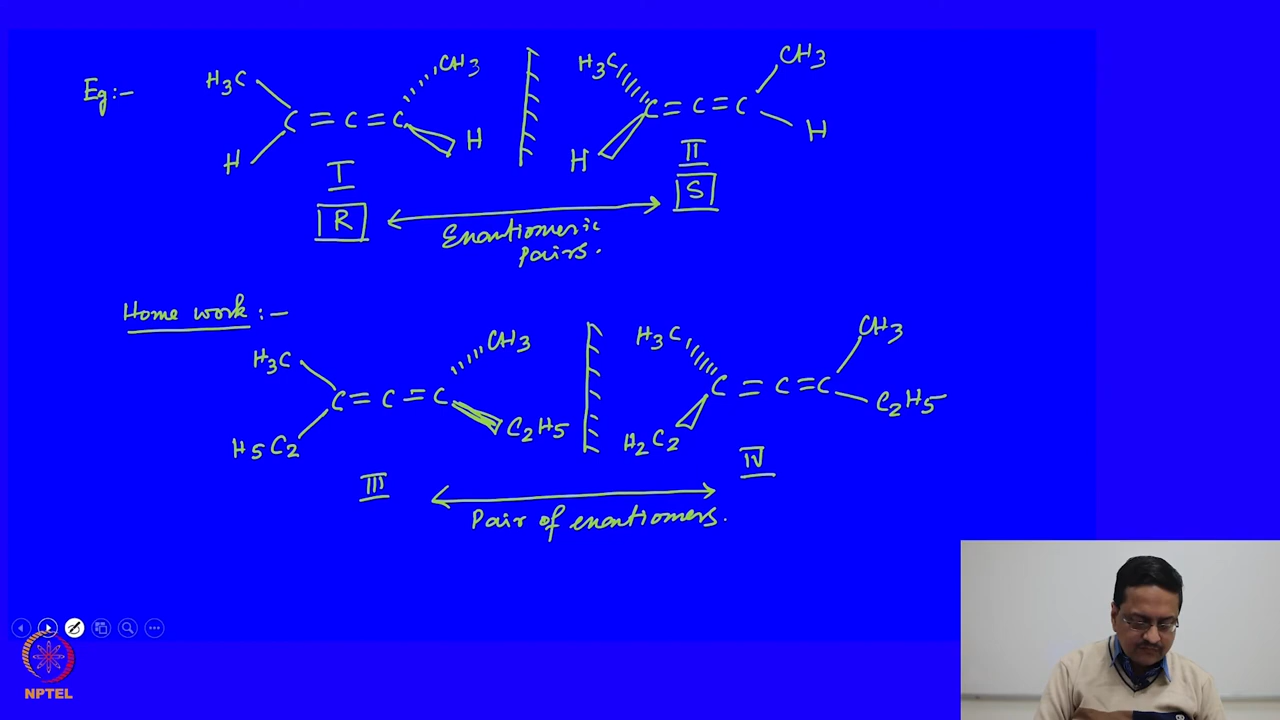 Eg:-
H3C CH3 H3C CH3
C = C = C C = C = C
H H H H
I II
R S
Enantiomeric
pairs.
Home work :-
H3C CH3 H3C CH3
C = C = C C = C = C
H5C2 C2H5 H2C2 C2H5
III IV
Pair of enantiomers.
NPTEL